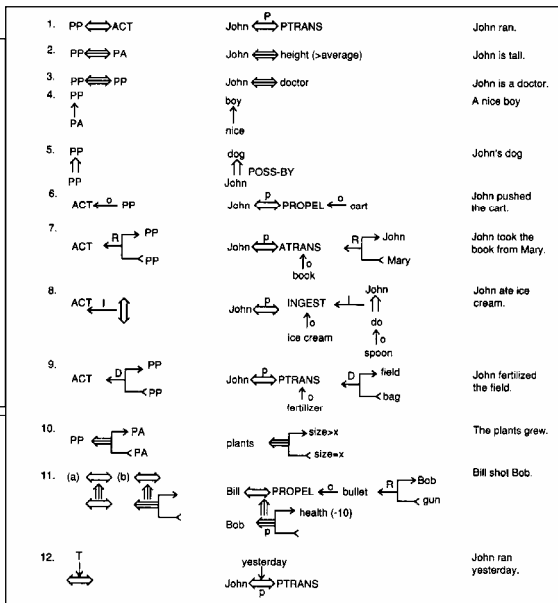 P
1. PP ACT John PTRANS John ran.
2. PP PA John height (>average) John is tall.
3. PP PP John doctor John is a doctor.
4. PP boy A nice boy
PA nice
5. PP dog John's dog
POSS-BY
PP John
6. ACT o PP John p PROPEL o cart John pushed
the cart.
7. ACT R PP John p ATRANS R John John took the
PP o Mary book from Mary.
book
8. ACT I John p INGEST I John John ate ice
o do cream.
ice cream o
spoon
9. ACT D PP John p PTRANS D field John fertilized
PP o bag the field.
fertilizer
10. PP PA plants size>x The plants grew.
PA size=x
11. (a) (b) Bill PROPEL o bullet R Bob Bill shot Bob.
gun
Bob p health (-10)
12. T yesterday John ran
John p PTRANS yesterday.